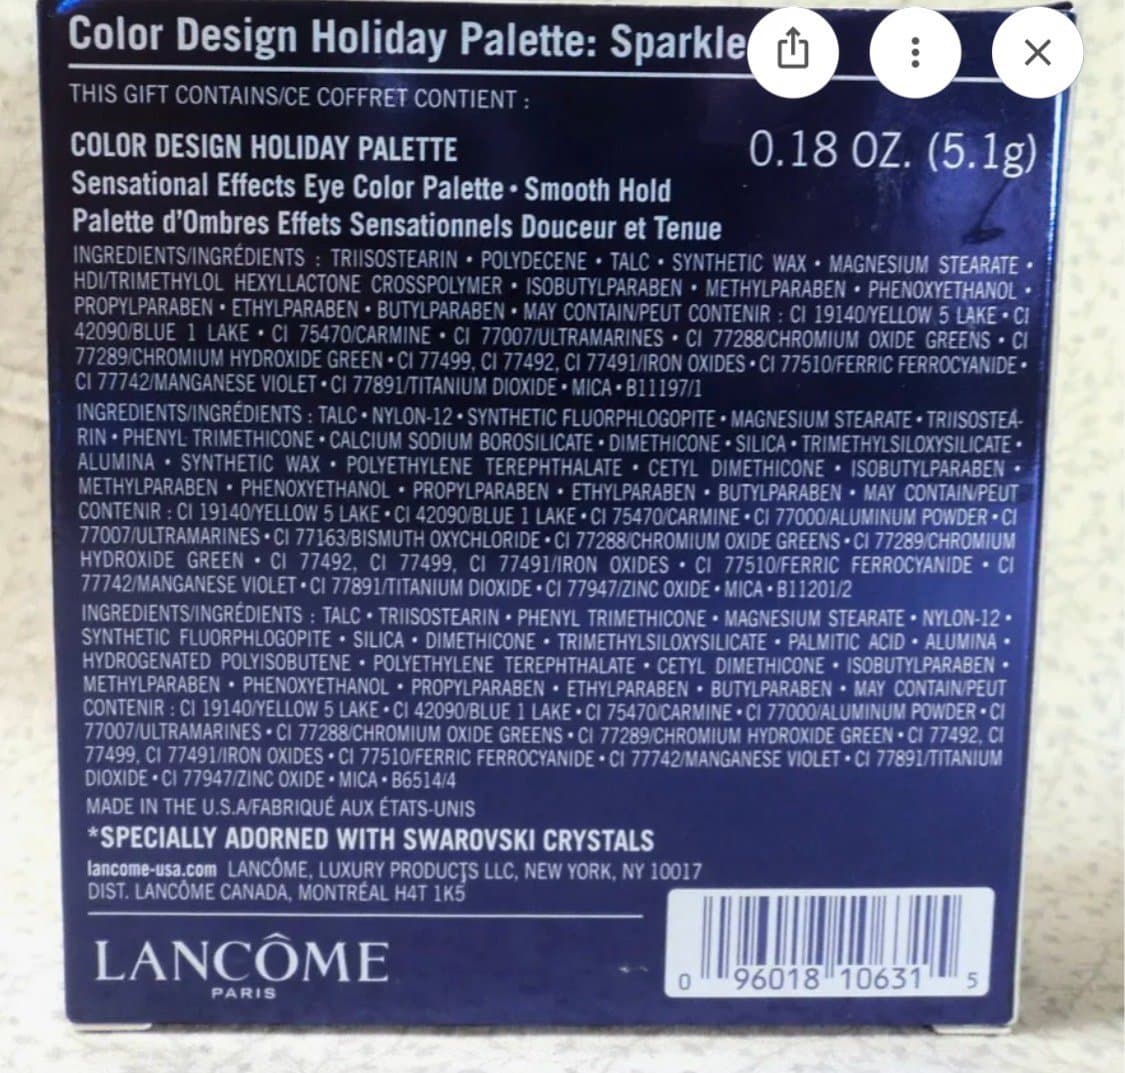 Color Design Holiday Palette: Sparkle
THIS GIFT CONTAINS/CE COFFRET CONTIENT :
COLOR DESIGN HOLIDAY PALETTE 0.18 OZ. (5.1g)
Sensational Effects Eye Color Palette • Smooth Hold
Palette d'Ombres Effets Sensationnels Douceur et Tenue
INGREDIENTS/INGRÉDIENTS : TRIISOSTEARIN • POLYDECENE • TALC • SYNTHETIC WAX • MAGNESIUM STEARATE •
HDI/TRIMETHYLOL HEXYLLACTONE CROSSPOLYMER • ISOBUTYLPARABEN • METHYLPARABEN • PHENOXYETHANOL •
PROPYLPARABEN • ETHYLPARABEN • BUTYLPARABEN • MAY CONTAIN/PEUT CONTENIR : CI 19140/YELLOW 5 LAKE • CI
42090/BLUE 1 LAKE • CI 75470/CARMINE • CI 77007/ULTRAMARINES • CI 77288/CHROMIUM OXIDE GREENS • CI
77289/CHROMIUM HYDROXIDE GREEN • CI 77499, CI 77492, CI 77491/IRON OXIDES • CI 77510/FERRIC FERROCYANIDE •
CI 77742/MANGANESE VIOLET • CI 77891/TITANIUM DIOXIDE • MICA • B11197/1
INGREDIENTS/INGRÉDIENTS : TALC • NYLON-12 • SYNTHETIC FLUORPHLOGOPITE • MAGNESIUM STEARATE • TRIISOSTEA-
RIN • PHENYL TRIMETHICONE • CALCIUM SODIUM BOROSILICATE • DIMETHICONE • SILICA • TRIMETHYLSILOXYSILICATE •
ALUMINA • SYNTHETIC WAX • POLYETHYLENE TEREPHTHALATE • CETYL DIMETHICONE • ISOBUTYLPARABEN •
METHYLPARABEN • PHENOXYETHANOL • PROPYLPARABEN • ETHYLPARABEN • BUTYLPARABEN • MAY CONTAIN/PEUT
CONTENIR : CI 19140/YELLOW 5 LAKE • CI 42090/BLUE 1 LAKE • CI 75470/CARMINE • CI 77000/ALUMINUM POWDER • CI
77007/ULTRAMARINES • CI 77163/BISMUTH OXYCHLORIDE • CI 77288/CHROMIUM OXIDE GREENS • CI 77289/CHROMIUM
HYDROXIDE GREEN • CI 77492, CI 77499, CI 77491/IRON OXIDES • CI 77510/FERRIC FERROCYANIDE • CI
77742/MANGANESE VIOLET • CI 77891/TITANIUM DIOXIDE • CI 77947/ZINC OXIDE • MICA • B11201/2
INGREDIENTS/INGRÉDIENTS : TALC • TRIISOSTEARIN • PHENYL TRIMETHICONE • MAGNESIUM STEARATE • NYLON-12 •
SYNTHETIC FLUORPHLOGOPITE • SILICA • DIMETHICONE • TRIMETHYLSILOXYSILICATE • PALMITIC ACID • ALUMINA •
HYDROGENATED POLYISOBUTENE • POLYETHYLENE TEREPHTHALATE • CETYL DIMETHICONE • ISOBUTYLPARABEN •
METHYLPARABEN • PHENOXYETHANOL • PROPYLPARABEN • ETHYLPARABEN • BUTYLPARABEN • MAY CONTAIN/PEUT
CONTENIR : CI 19140/YELLOW 5 LAKE • CI 42090/BLUE 1 LAKE • CI 75470/CARMINE • CI 77000/ALUMINUM POWDER • CI
77007/ULTRAMARINES • CI 77288/CHROMIUM OXIDE GREENS • CI 77289/CHROMIUM HYDROXIDE GREEN • CI 77492, CI
77499, CI 77491/IRON OXIDES • CI 77510/FERRIC FERROCYANIDE • CI 77742/MANGANESE VIOLET • CI 77891/TITANIUM
DIOXIDE • CI 77947/ZINC OXIDE • MICA • B6514/4
MADE IN THE U.S.A/FABRIQUÉ AUX ÉTATS-UNIS
*SPECIALLY ADORNED WITH SWAROVSKI CRYSTALS
lancome-usa.com LANCÔME, LUXURY PRODUCTS LLC, NEW YORK, NY 10017
DIST. LANCÔME CANADA, MONTRÉAL H4T 1K5
LANCÔME
PARIS
0 96018 10631 5